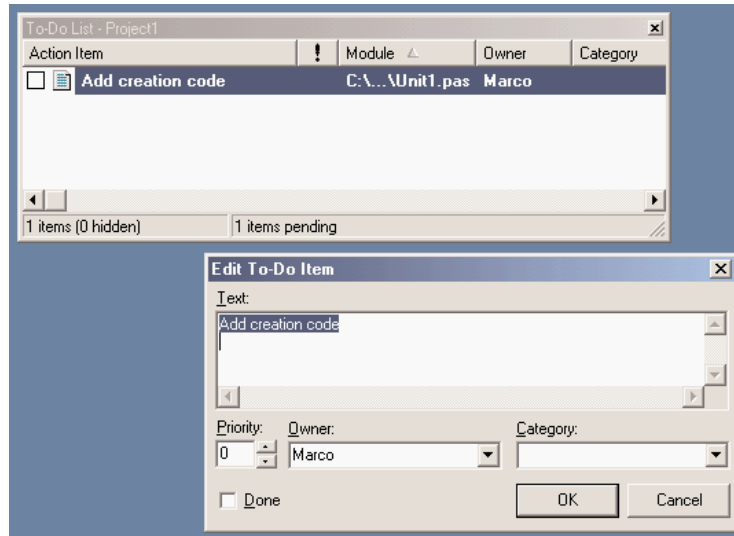 To-Do List - Project1
Action Item ! Module Owner Category
Add creation code C:\...\Unit1.pas Marco
1 items (0 hidden) 1 items pending
Edit To-Do Item
Text:
Add creation code
Priority: Owner: Category:
0 Marco
Done OK Cancel